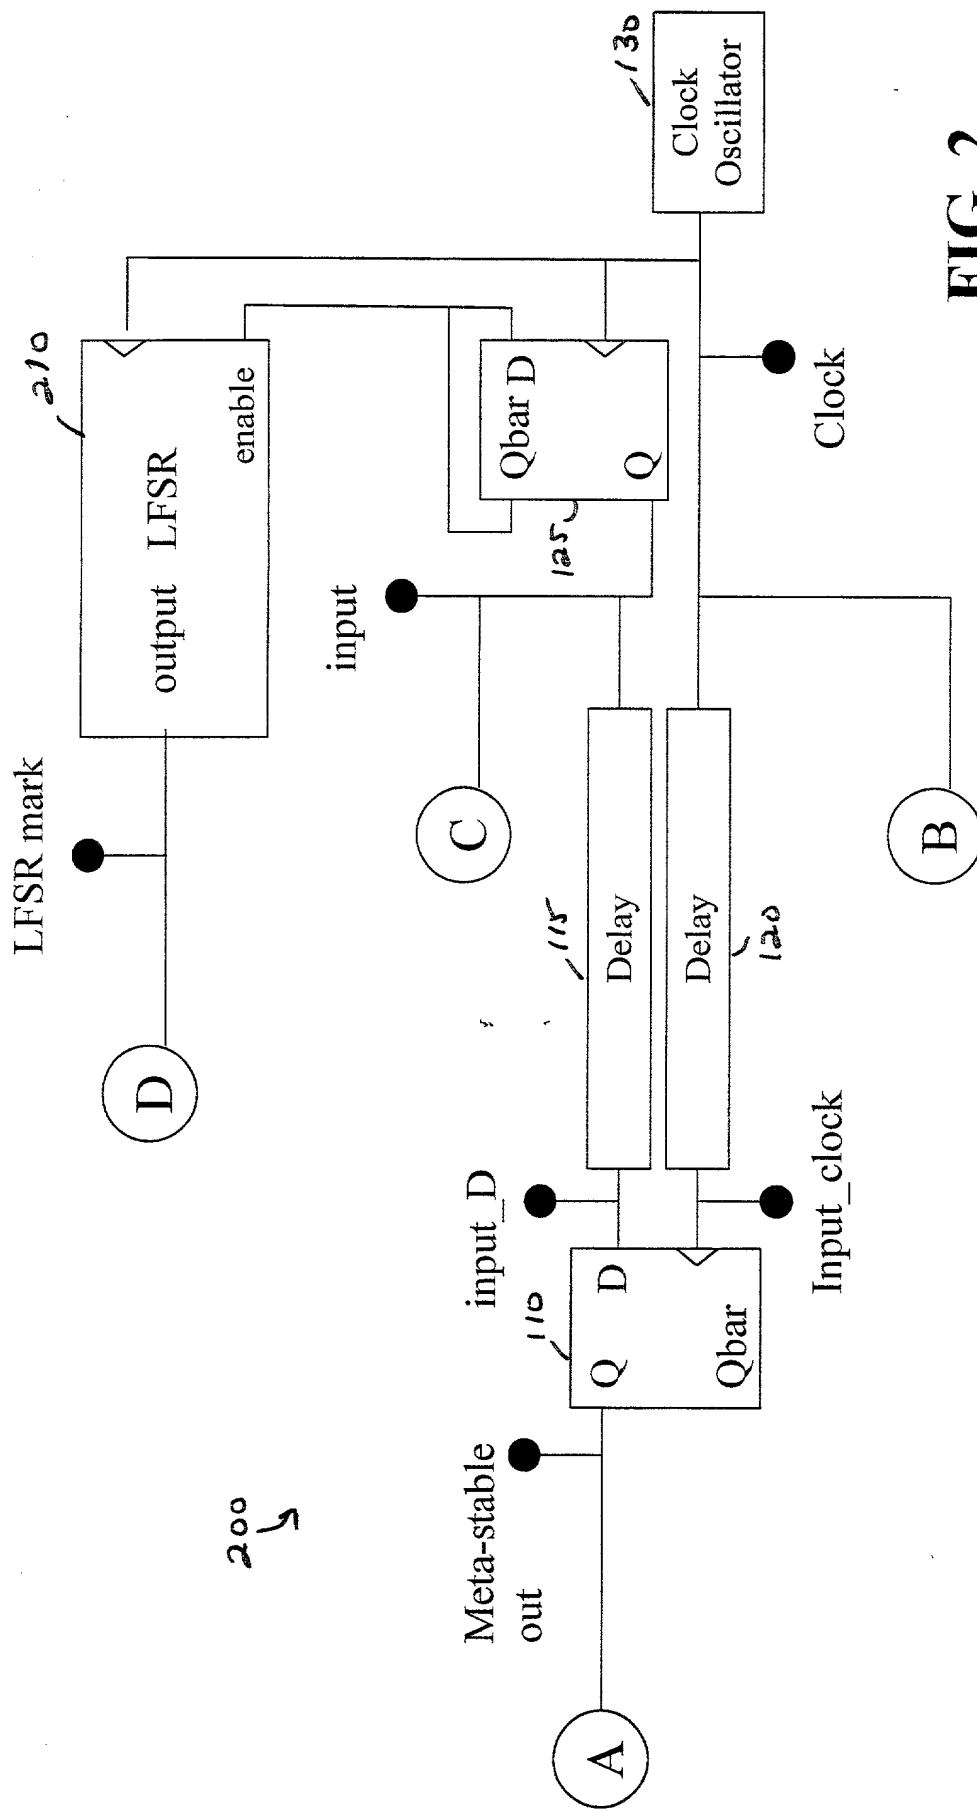 200
LFSR mark
D
210
output LFSR
enable
input
C
Qbar D
Q
125
Meta-stable
out
A
110
Q D
Qbar
input_D
Input_clock
115
Delay
Delay
120
B
Clock
130
Clock
Oscillator
FIG. 2